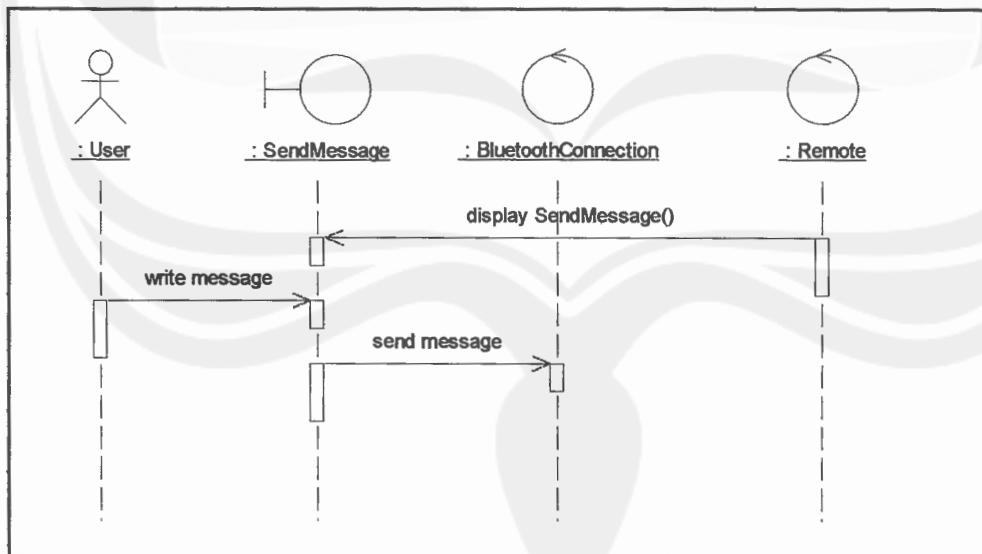 : User
: SendMessage
: BluetoothConnection
: Remote
display SendMessage()
write message
send message